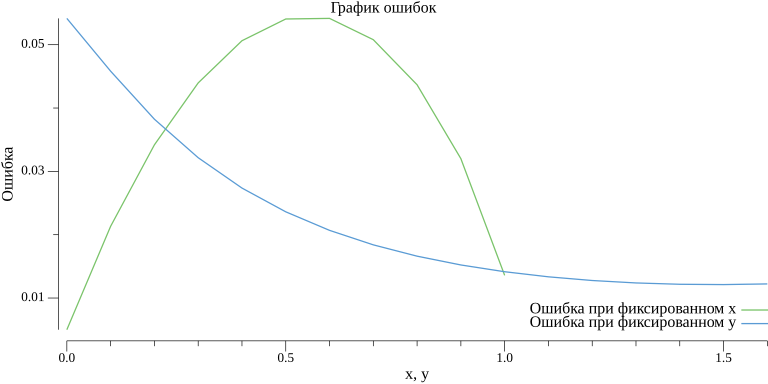 График ошибок
0.05
0.03
0.01
Ошибка
Ошибка при фиксированном x
Ошибка при фиксированном y
0.0 0.5 1.0 1.5
x, y